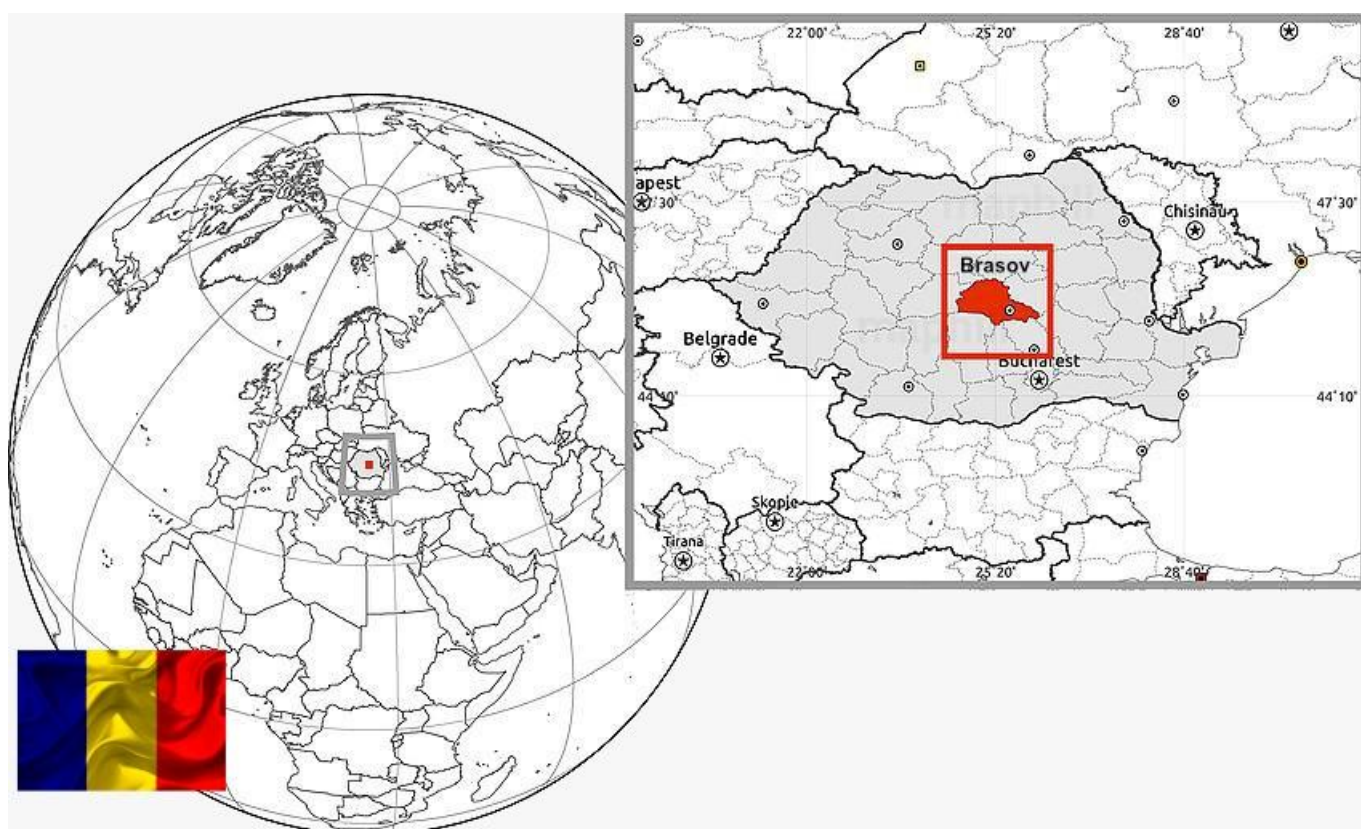 22°00' 25°20' 28°40'
apest
47°30'
Chisinau
47°30'
Brasov
Belgrade
Bucharest
44°10'
44°10'
Skopje
Tirana
22°00' 25°20' 28°40'